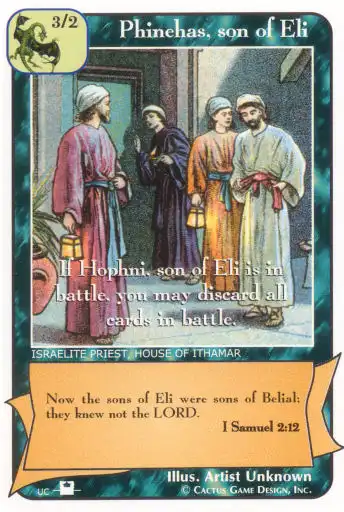 3/2
Phinehas, son of Eli
If Hophni, son of Eli is in
battle, you may discard all
cards in battle.
ISRAELITE PRIEST, HOUSE OF ITHAMAR
Now the sons of Eli were sons of Belial;
they knew not the LORD.
I Samuel 2:12
Illus. Artist Unknown
UC
© CACTUS GAME DESIGN, INC.